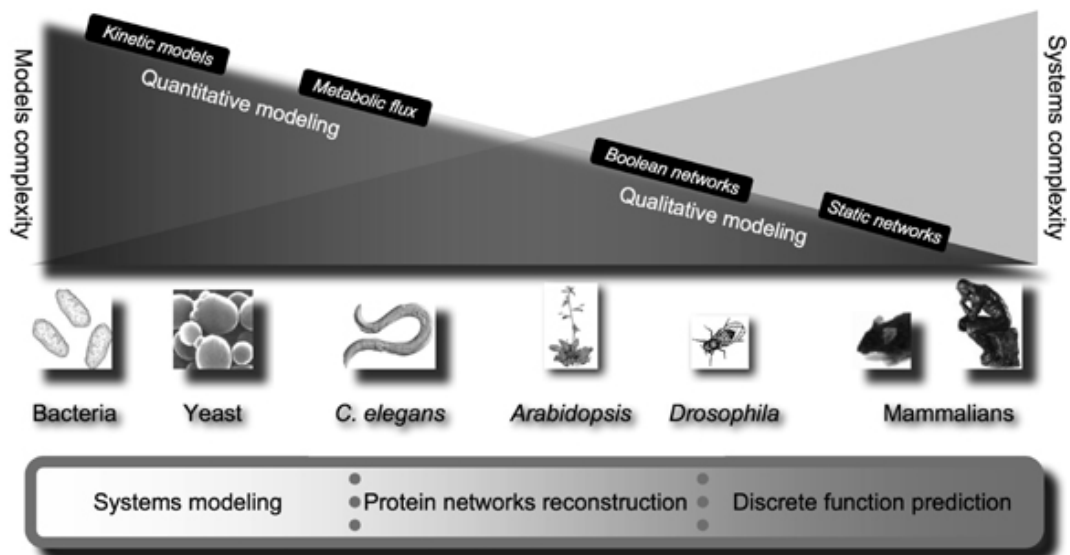 Models complexity
Kinetic models
Quantitative modeling
Metabolic flux
Boolean networks
Qualitative modeling
Static networks
Systems complexity
Bacteria
Yeast
C. elegans
Arabidopsis
Drosophila
Mammalians
Systems modeling
Protein networks reconstruction
Discrete function prediction